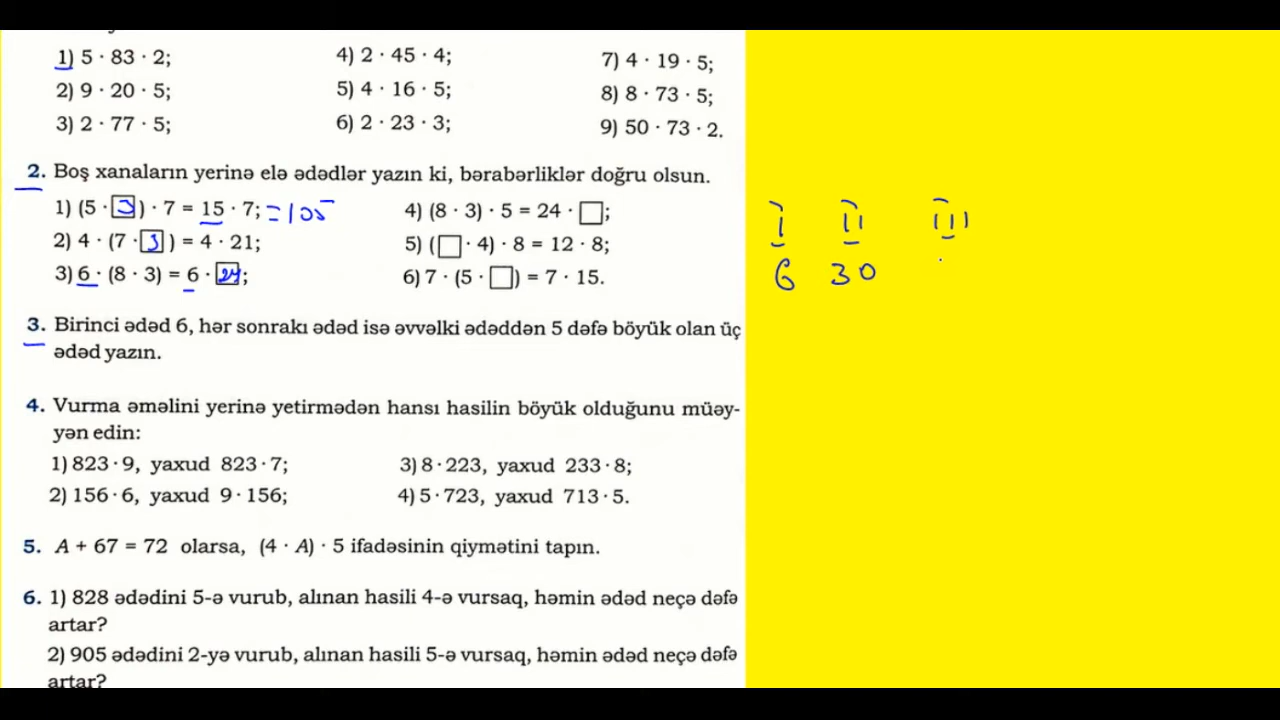 1) 5 · 83 · 2; 4) 2 · 45 · 4; 7) 4 · 19 · 5;
2) 9 · 20 · 5; 5) 4 · 16 · 5; 8) 8 · 73 · 5;
3) 2 · 77 · 5; 6) 2 · 23 · 3; 9) 50 · 73 · 2.
2. Boş xanaların yerinə elə ədədlər yazın ki, bərabərliklər doğru olsun.
1) (5 · 3) · 7 = 15 · 7; = 105 4) (8 · 3) · 5 = 24 · □;
2) 4 · (7 · 3) = 4 · 21; 5) (□ · 4) · 8 = 12 · 8;
3) 6 · (8 · 3) = 6 · 24; 6) 7 · (5 · □) = 7 · 15.
I II III
6 30
3. Birinci ədəd 6, hər sonrakı ədəd isə əvvəlki ədəddən 5 dəfə böyük olan üç
ədəd yazın.
4. Vurma əməlini yerinə yetirmədən hansı hasilin böyük olduğunu müəy-
yən edin:
1) 823 · 9, yaxud 823 · 7; 3) 8 · 223, yaxud 233 · 8;
2) 156 · 6, yaxud 9 · 156; 4) 5 · 723, yaxud 713 · 5.
5. A + 67 = 72 olarsa, (4 · A) · 5 ifadəsinin qiymətini tapın.
6. 1) 828 ədədini 5-ə vurub, alınan hasili 4-ə vursaq, həmin ədəd neçə dəfə
artar?
2) 905 ədədini 2-yə vurub, alınan hasili 5-ə vursaq, həmin ədəd neçə dəfə
artar?